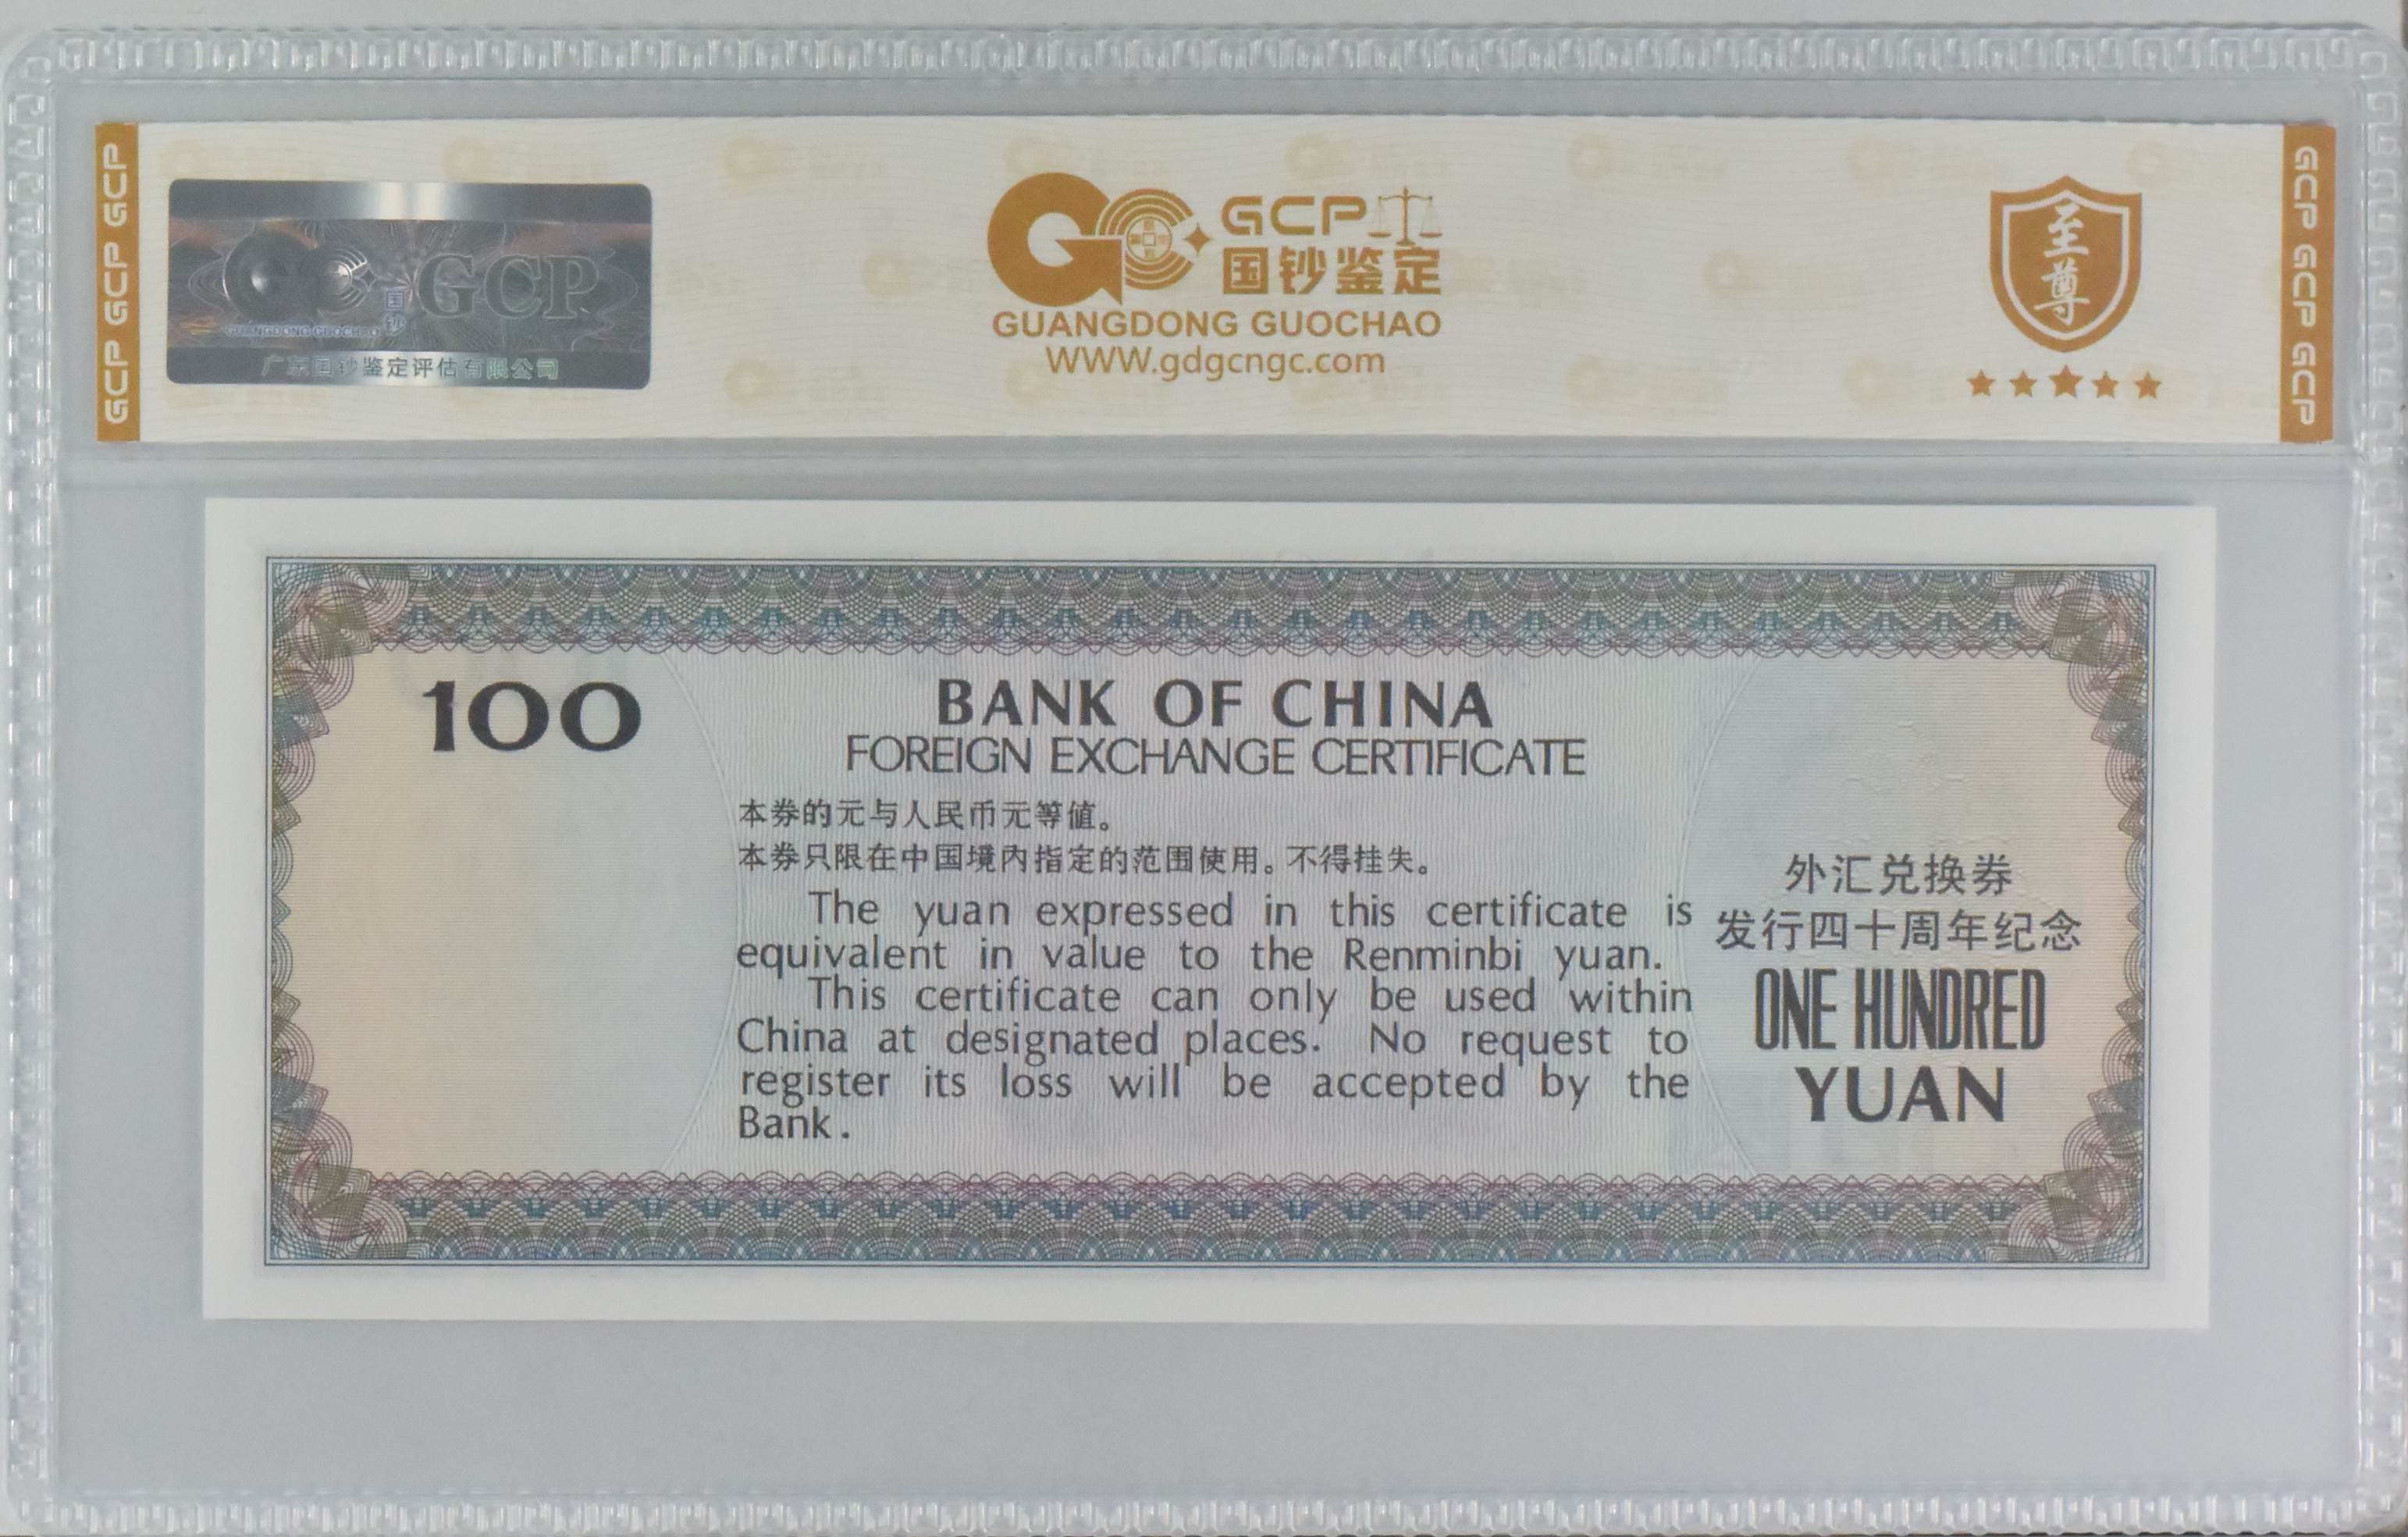 GCP GCP GCP
国钞
GCP
GUANGDONG GUOCHAO
广东国钞鉴定评估有限公司
GCP
国钞鉴定
GUANGDONG GUOCHAO
WWW.gdgcngc.com
至尊
GCP GCP GCP
100
BANK OF CHINA
FOREIGN EXCHANGE CERTIFICATE
本券的元与人民币元等值。
本券只限在中国境内指定的范围使用。不得挂失。
The yuan expressed in this certificate is
equivalent in value to the Renminbi yuan.
This certificate can only be used within
China at designated places. No request to
register its loss will be accepted by the
Bank.
外汇兑换券
发行四十周年纪念
ONE HUNDRED
YUAN